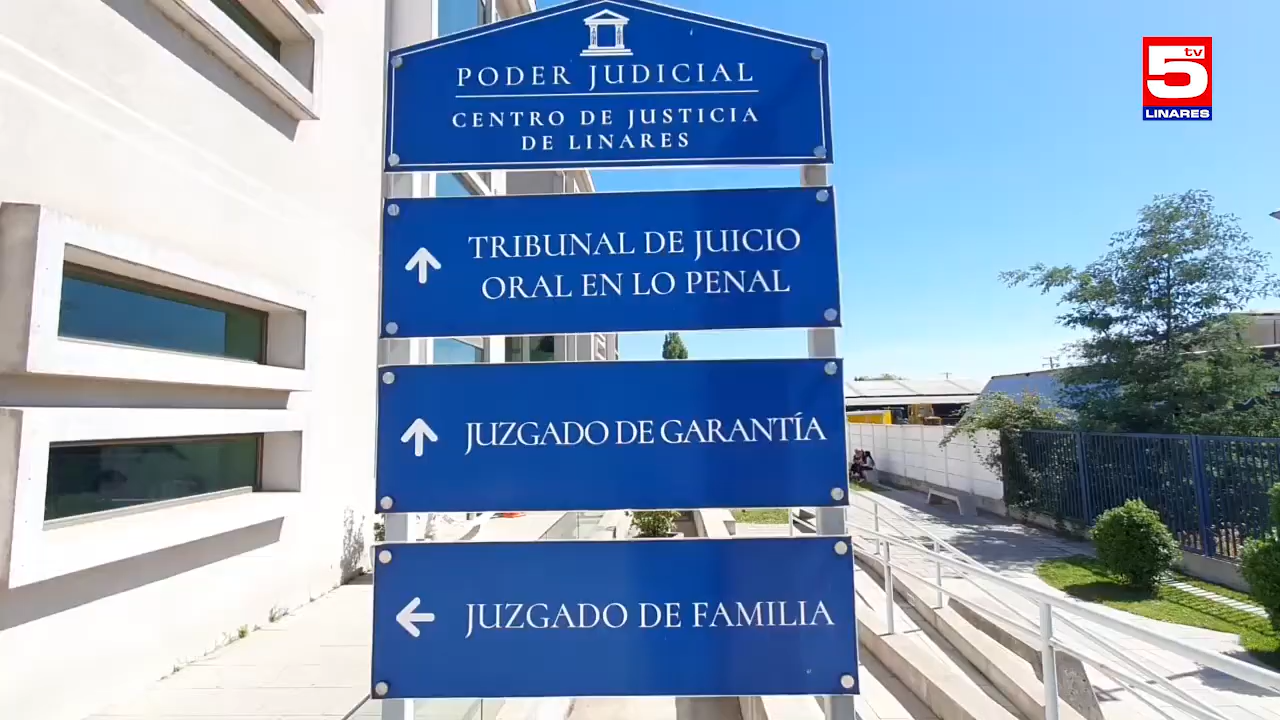 PODER JUDICIAL
CENTRO DE JUSTICIA
DE LINARES
TRIBUNAL DE JUICIO
ORAL EN LO PENAL
JUZGADO DE GARANTÍA
JUZGADO DE FAMILIA
5 tv
LINARES